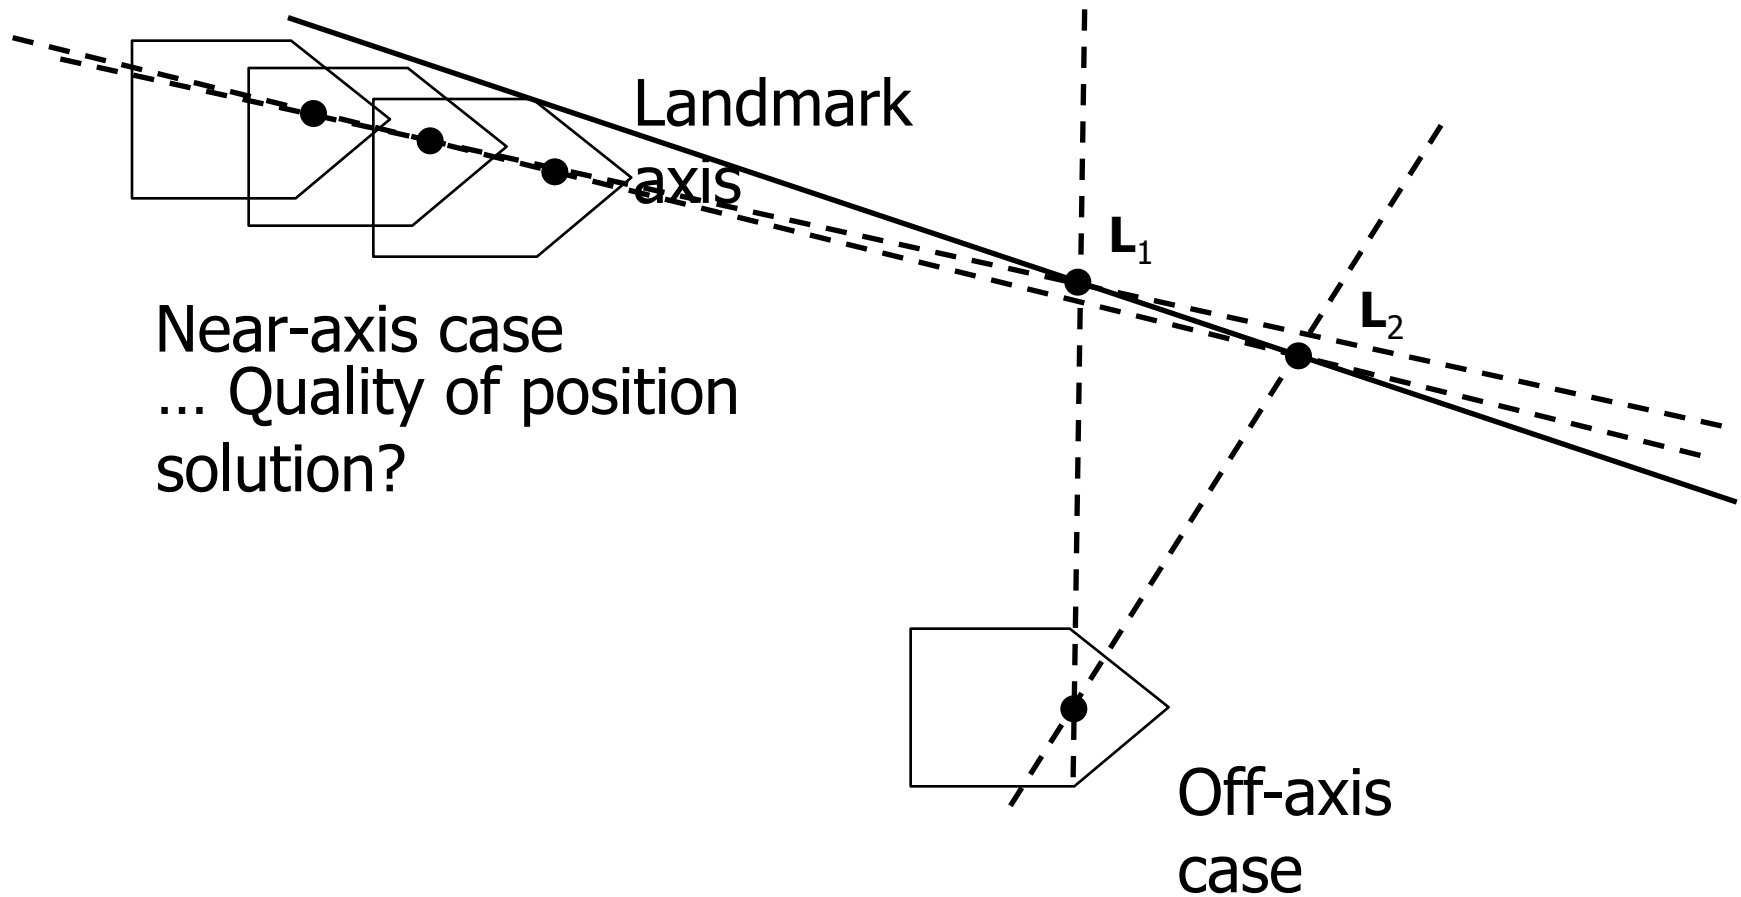 Landmark
axis
L1
L2
Near-axis case
... Quality of position
solution?
Off-axis
case